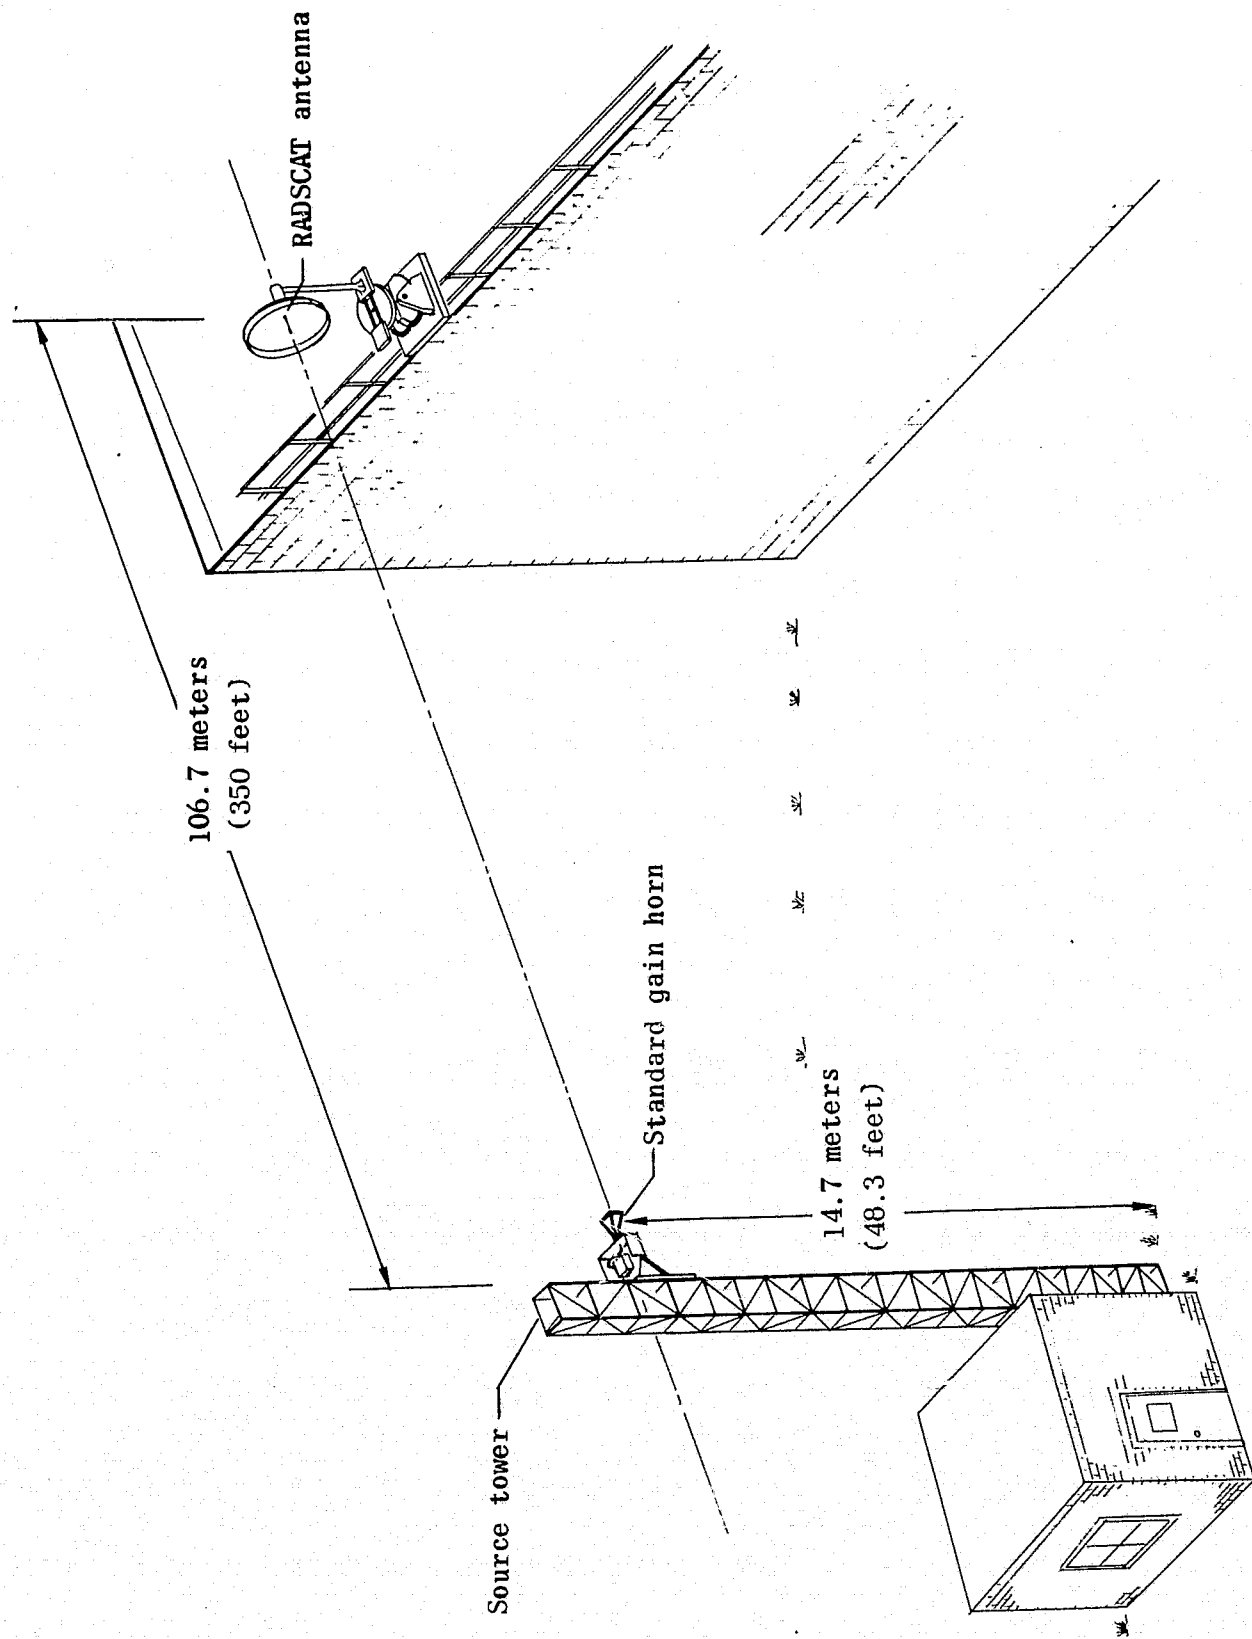 RADSCAT antenna
106.7 meters
(350 feet)
Standard gain horn
14.7 meters
(48.3 feet)
Source tower